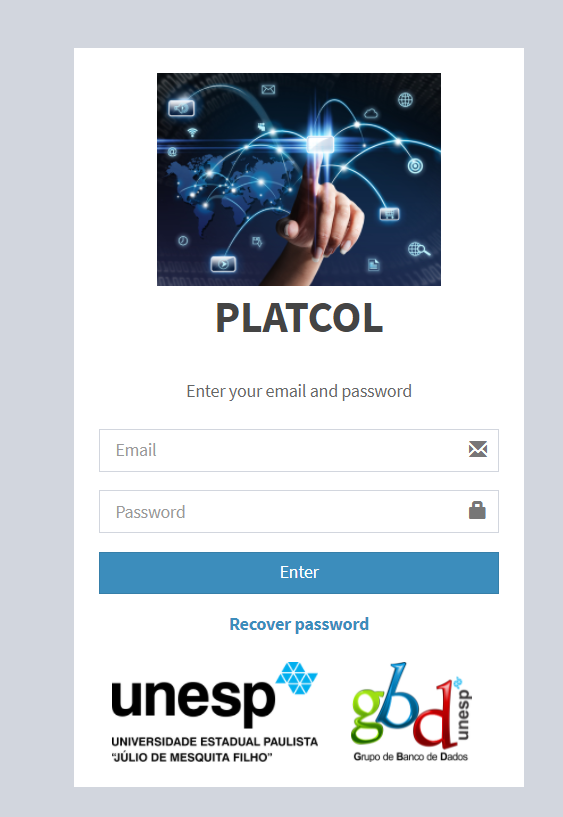 PLATCOL
Enter your email and password
Email
Password
Enter
Recover password
unesp
UNIVERSIDADE ESTADUAL PAULISTA
"JÚLIO DE MESQUITA FILHO"
gbd
unesp
Grupo de Banco de Dados